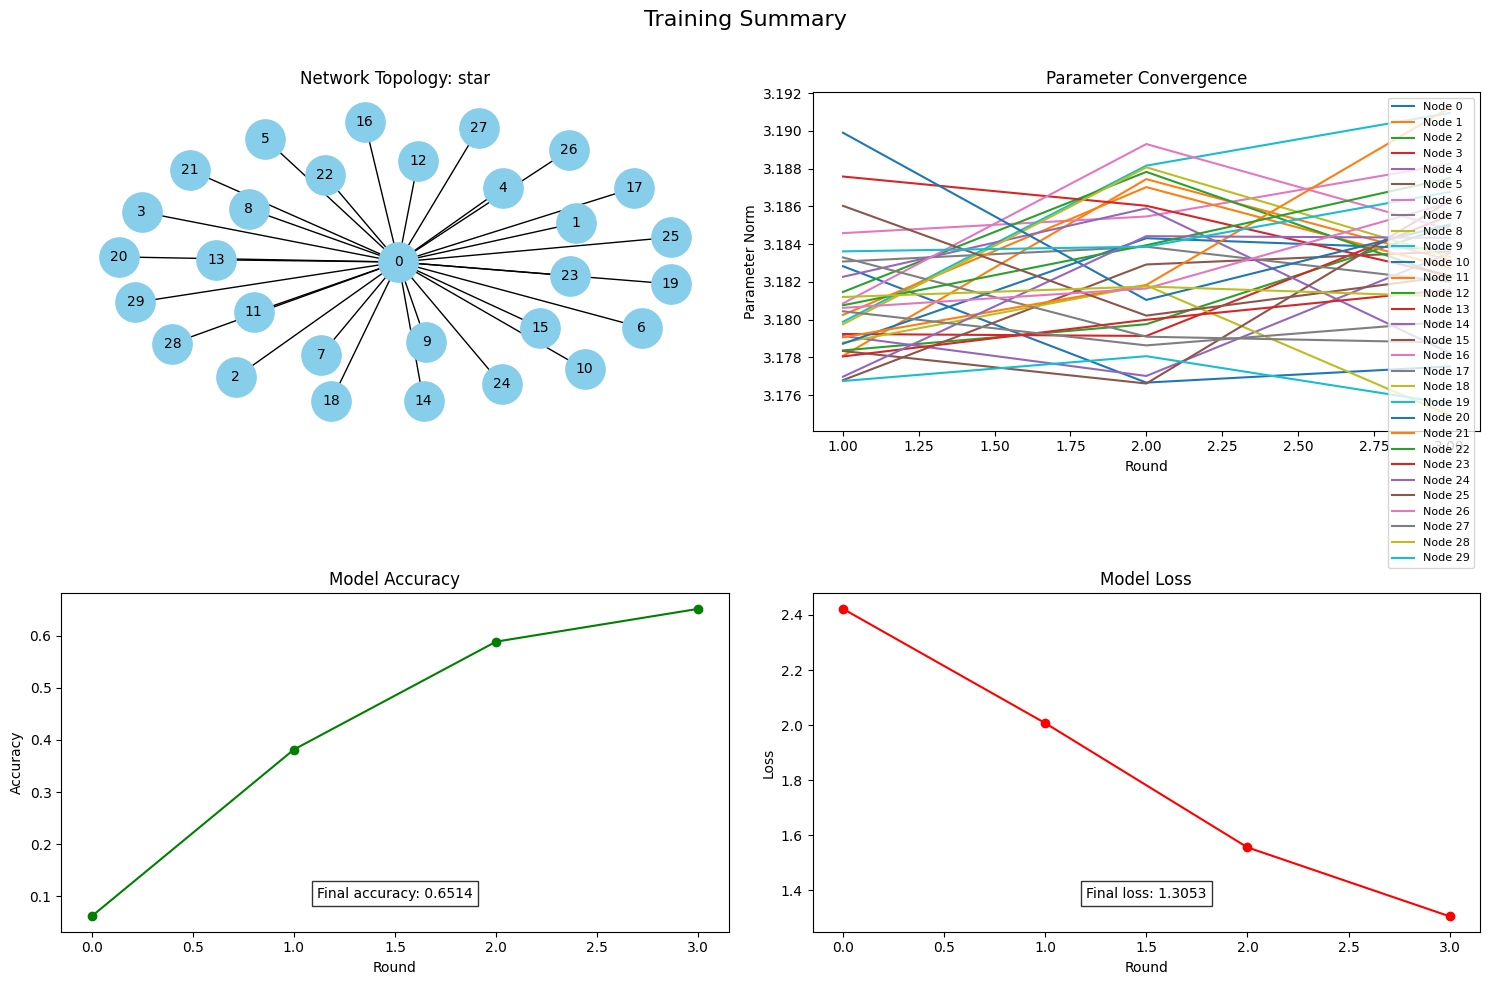 Training Summary
Network Topology: star
16
27
5
12
26
21
22
4
17
3
8
1
25
20
13
0
23
19
29
11
15
6
28
7
9
2
10
24
18
14
Parameter Convergence
Parameter Norm
3.192
3.190
3.188
3.186
3.184
3.182
3.180
3.178
3.176
1.00
1.25
1.50
1.75
2.00
2.25
2.50
2.75
3.00
Round
Node 0
Node 1
Node 2
Node 3
Node 4
Node 5
Node 6
Node 7
Node 8
Node 9
Node 10
Node 11
Node 12
Node 13
Node 14
Node 15
Node 16
Node 17
Node 18
Node 19
Node 20
Node 21
Node 22
Node 23
Node 24
Node 25
Node 26
Node 27
Node 28
Node 29
Model Accuracy
Accuracy
0.6
0.5
0.4
0.3
0.2
0.1
Final accuracy: 0.6514
0.0
0.5
1.0
1.5
2.0
2.5
3.0
Round
Model Loss
Loss
2.4
2.2
2.0
1.8
1.6
1.4
Final loss: 1.3053
0.0
0.5
1.0
1.5
2.0
2.5
3.0
Round